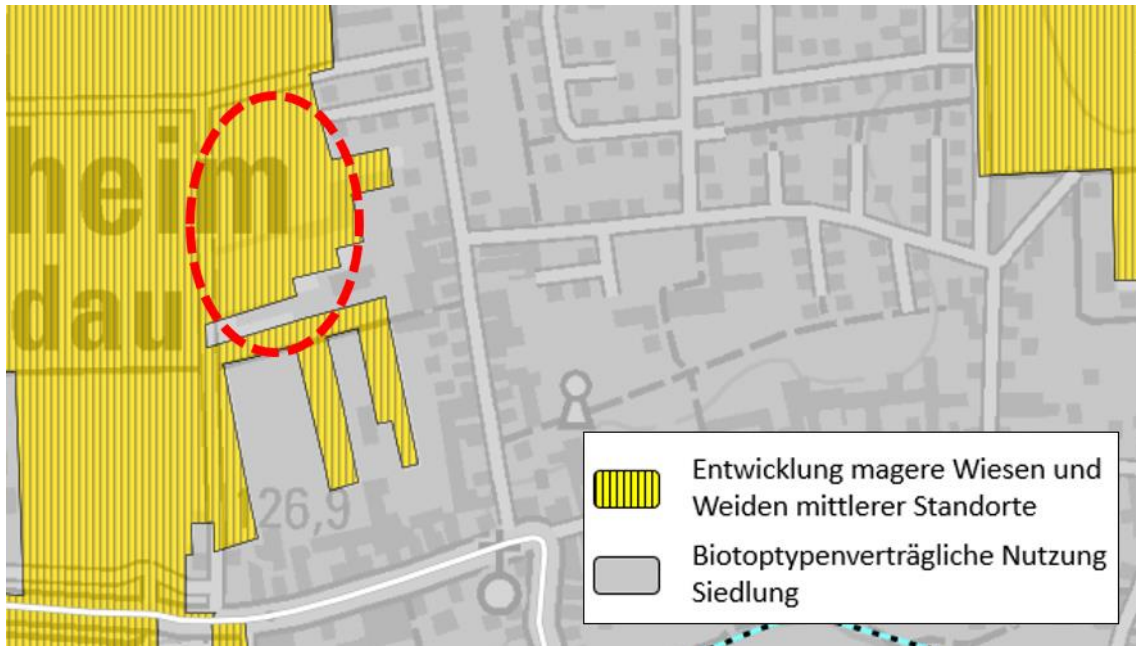 heim
dau
126,9
Entwicklung magere Wiesen und
Weiden mittlerer Standorte
Biotoptypenverträgliche Nutzung
Siedlung